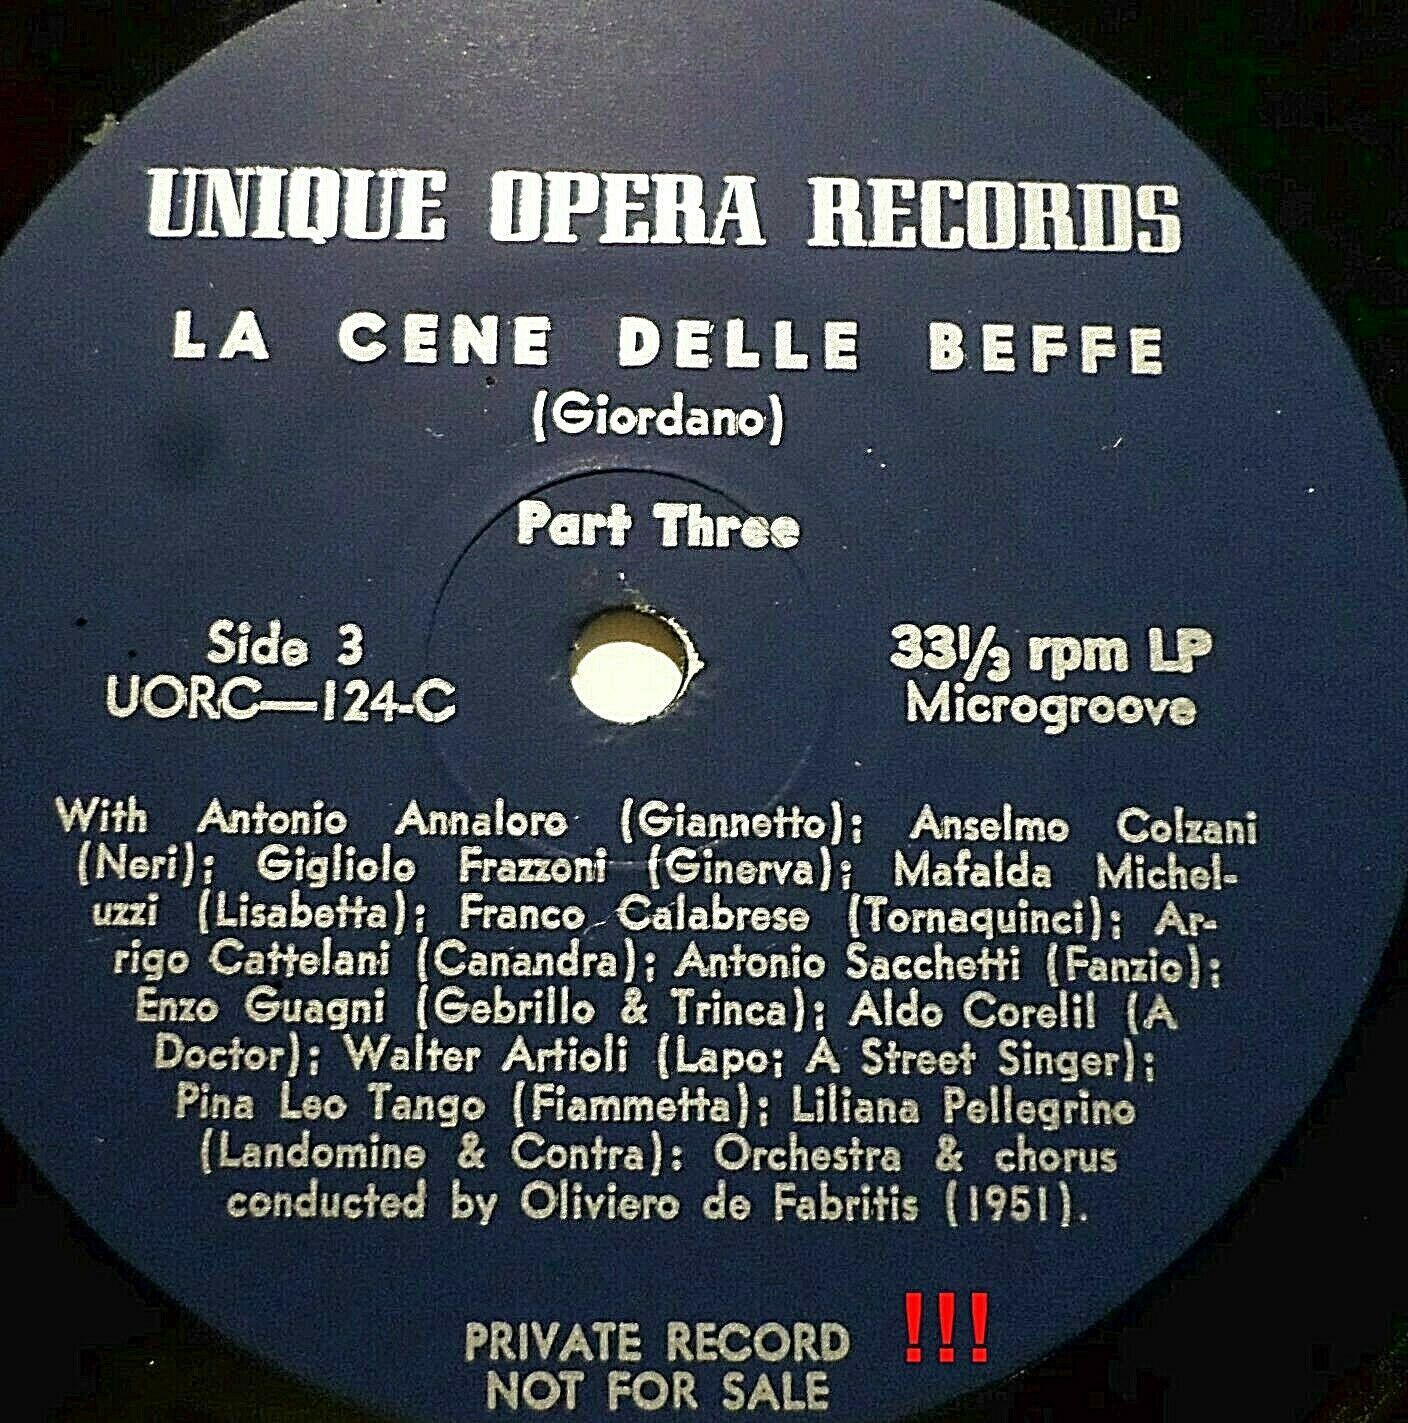 UNIQUE OPERA RECORDS
LA CENE DELLE BEFFE
(Giordano)
Part Three
Side 3
UORC—124-C
33 1/3 rpm LP
Microgroove
With Antonio Annaloro (Giannetto); Anselmo Colzani
(Neri); Gigliolo Frazzoni (Ginerva); Mafalda Michel-
uzzi (Lisabetta); Franco Calabrese (Tornaquinci); Ar-
rigo Cattelani (Canandra); Antonio Sacchetti (Fanzio);
Enzo Guagni (Gebrillo & Trinca); Aldo Corelil (A
Doctor); Walter Artioli (Lapo; A Street Singer);
Pina Leo Tango (Fiammetta); Liliana Pellegrino
(Landomine & Contra): Orchestra & chorus
conducted by Oliviero de Fabritis (1951).
PRIVATE RECORD !!!
NOT FOR SALE